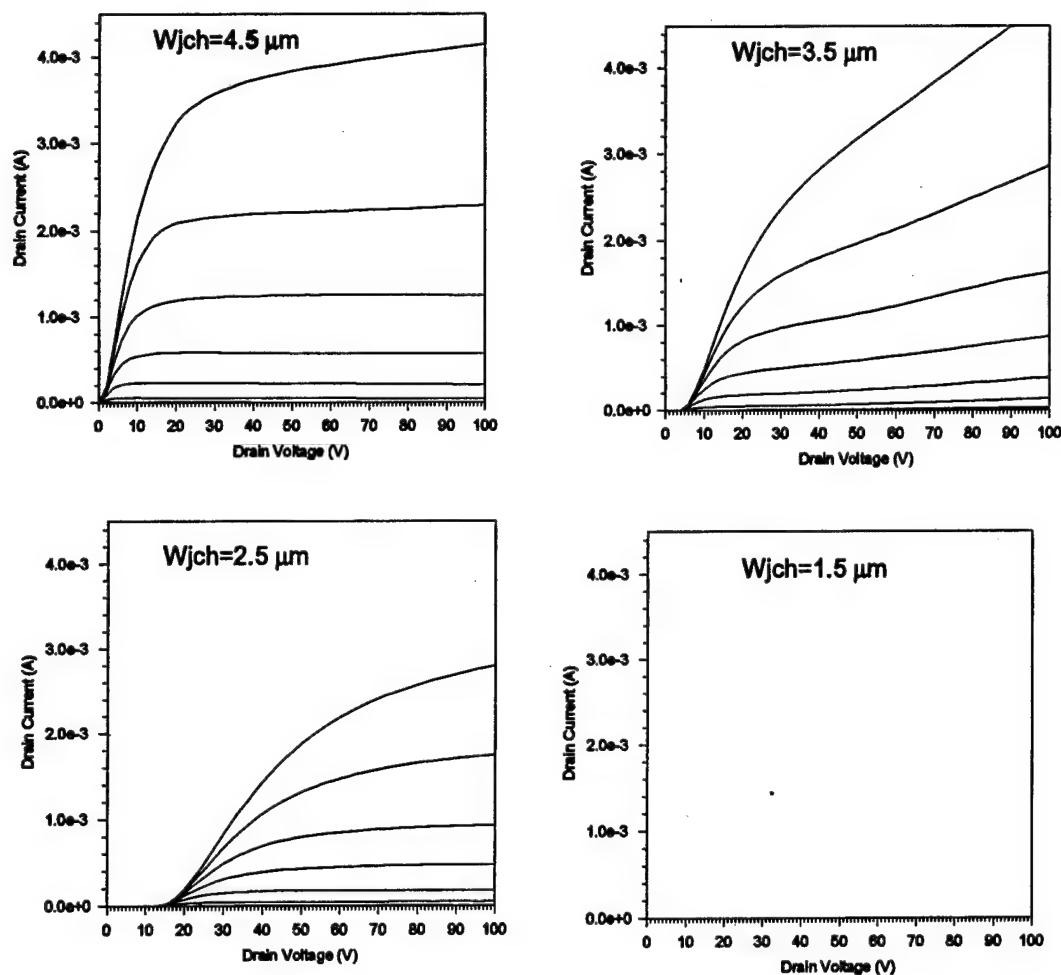 Wjch=4.5 μm
4.0e-3
3.0e-3
2.0e-3
1.0e-3
0.0e+0
Drain Current (A)
0 10 20 30 40 50 60 70 80 90 100
Drain Voltage (V)
Wjch=3.5 μm
4.0e-3
3.0e-3
2.0e-3
1.0e-3
0.0e+0
Drain Current (A)
0 10 20 30 40 50 60 70 80 90 100
Drain Voltage (V)
Wjch=2.5 μm
4.0e-3
3.0e-3
2.0e-3
1.0e-3
0.0e+0
Drain Current (A)
0 10 20 30 40 50 60 70 80 90 100
Drain Voltage (V)
Wjch=1.5 μm
4.0e-3
3.0e-3
2.0e-3
1.0e-3
0.0e+0
Drain Current (A)
0 10 20 30 40 50 60 70 80 90 100
Drain Voltage (V)